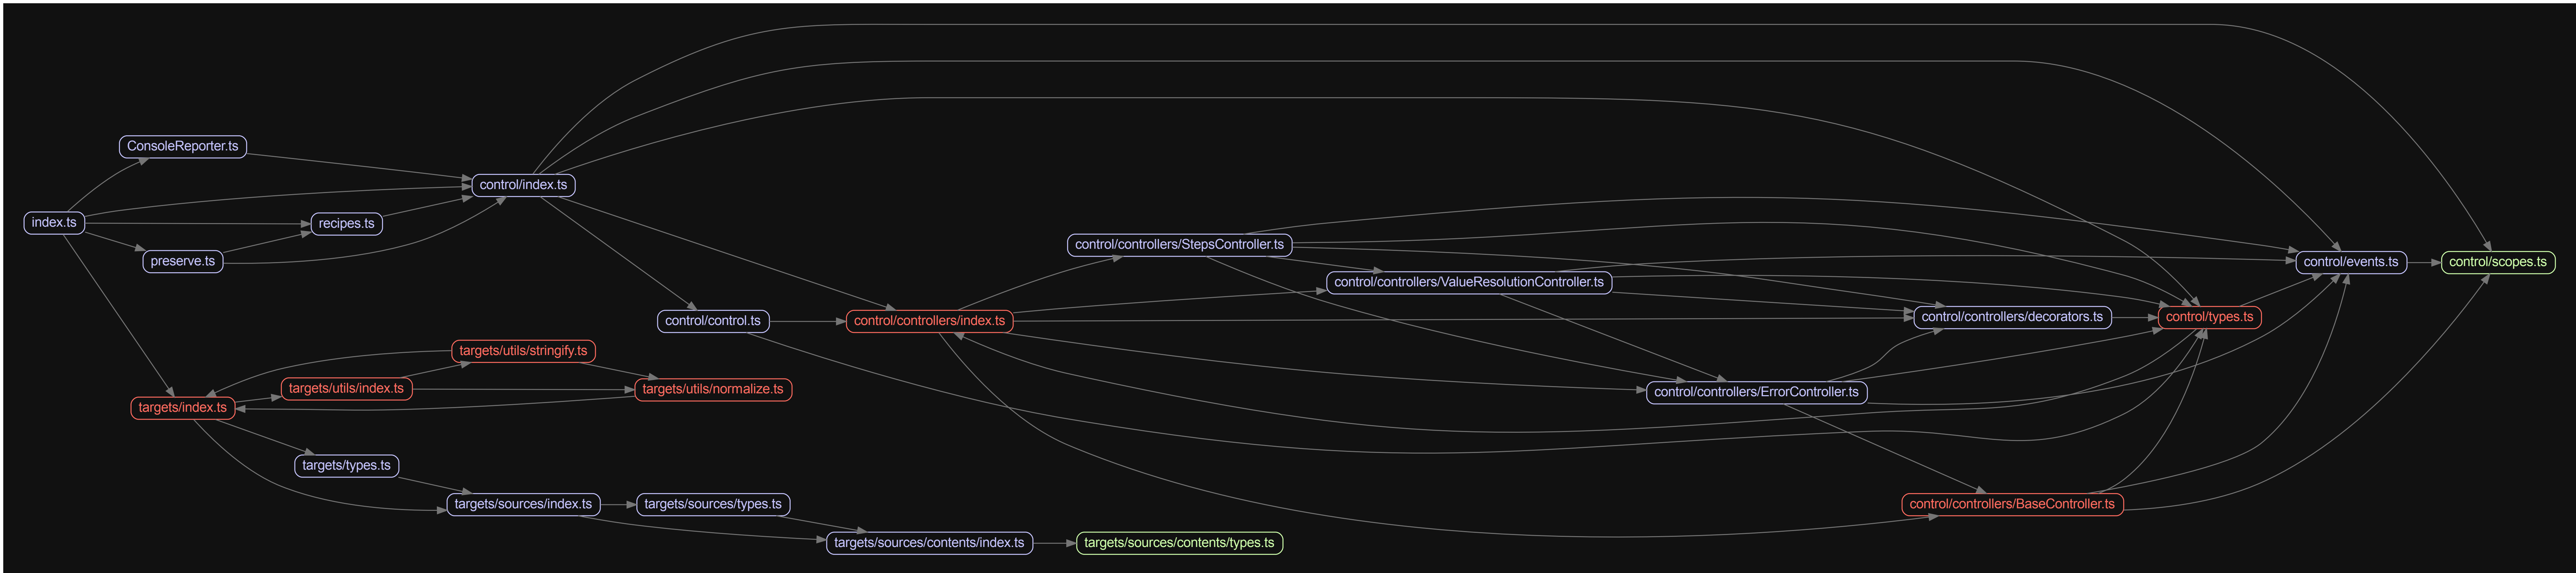 ConsoleReporter.ts
control/index.ts
index.ts
recipes.ts
preserve.ts
control/controllers/StepsController.ts
control/events.ts
control/scopes.ts
control/controllers/ValueResolutionController.ts
control/control.ts
control/controllers/index.ts
control/controllers/decorators.ts
control/types.ts
targets/utils/stringify.ts
targets/utils/index.ts
targets/utils/normalize.ts
control/controllers/ErrorController.ts
targets/index.ts
targets/types.ts
targets/sources/index.ts
targets/sources/types.ts
control/controllers/BaseController.ts
targets/sources/contents/index.ts
targets/sources/contents/types.ts